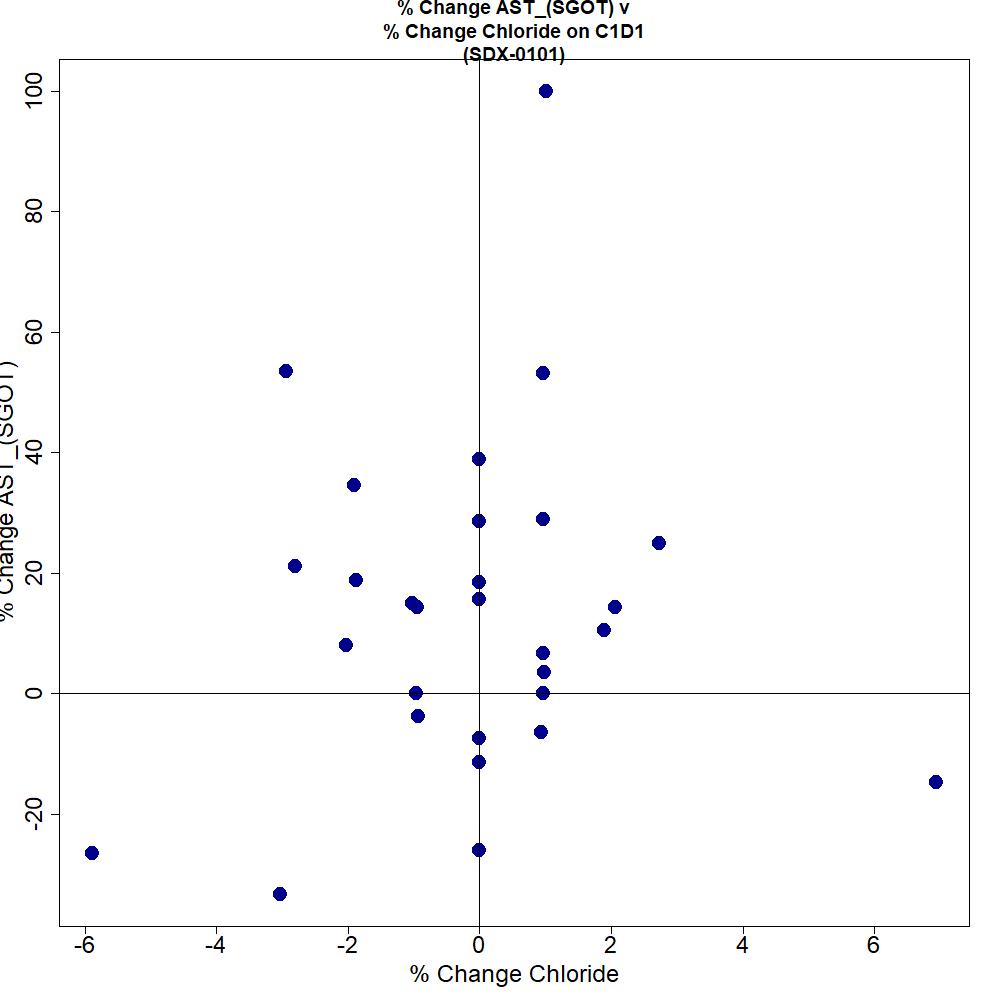 % Change AST_(SGOT) v
% Change Chloride on C1D1
(SDX-0101)
% Change AST_(SGOT)
100
80
60
40
20
0
-20
-6
-4
-2
0
2
4
6
% Change Chloride